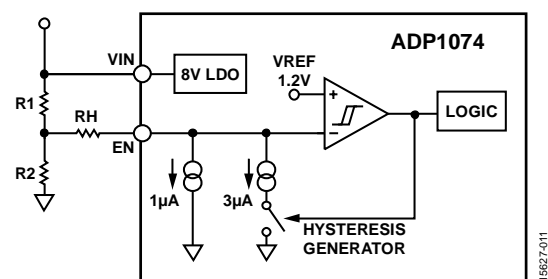 ADP1074
VIN
8V LDO
VREF
1.2V
R1
RH
EN
+
−
LOGIC
R2
1µA
3µA
HYSTERESIS
GENERATOR
15627-011